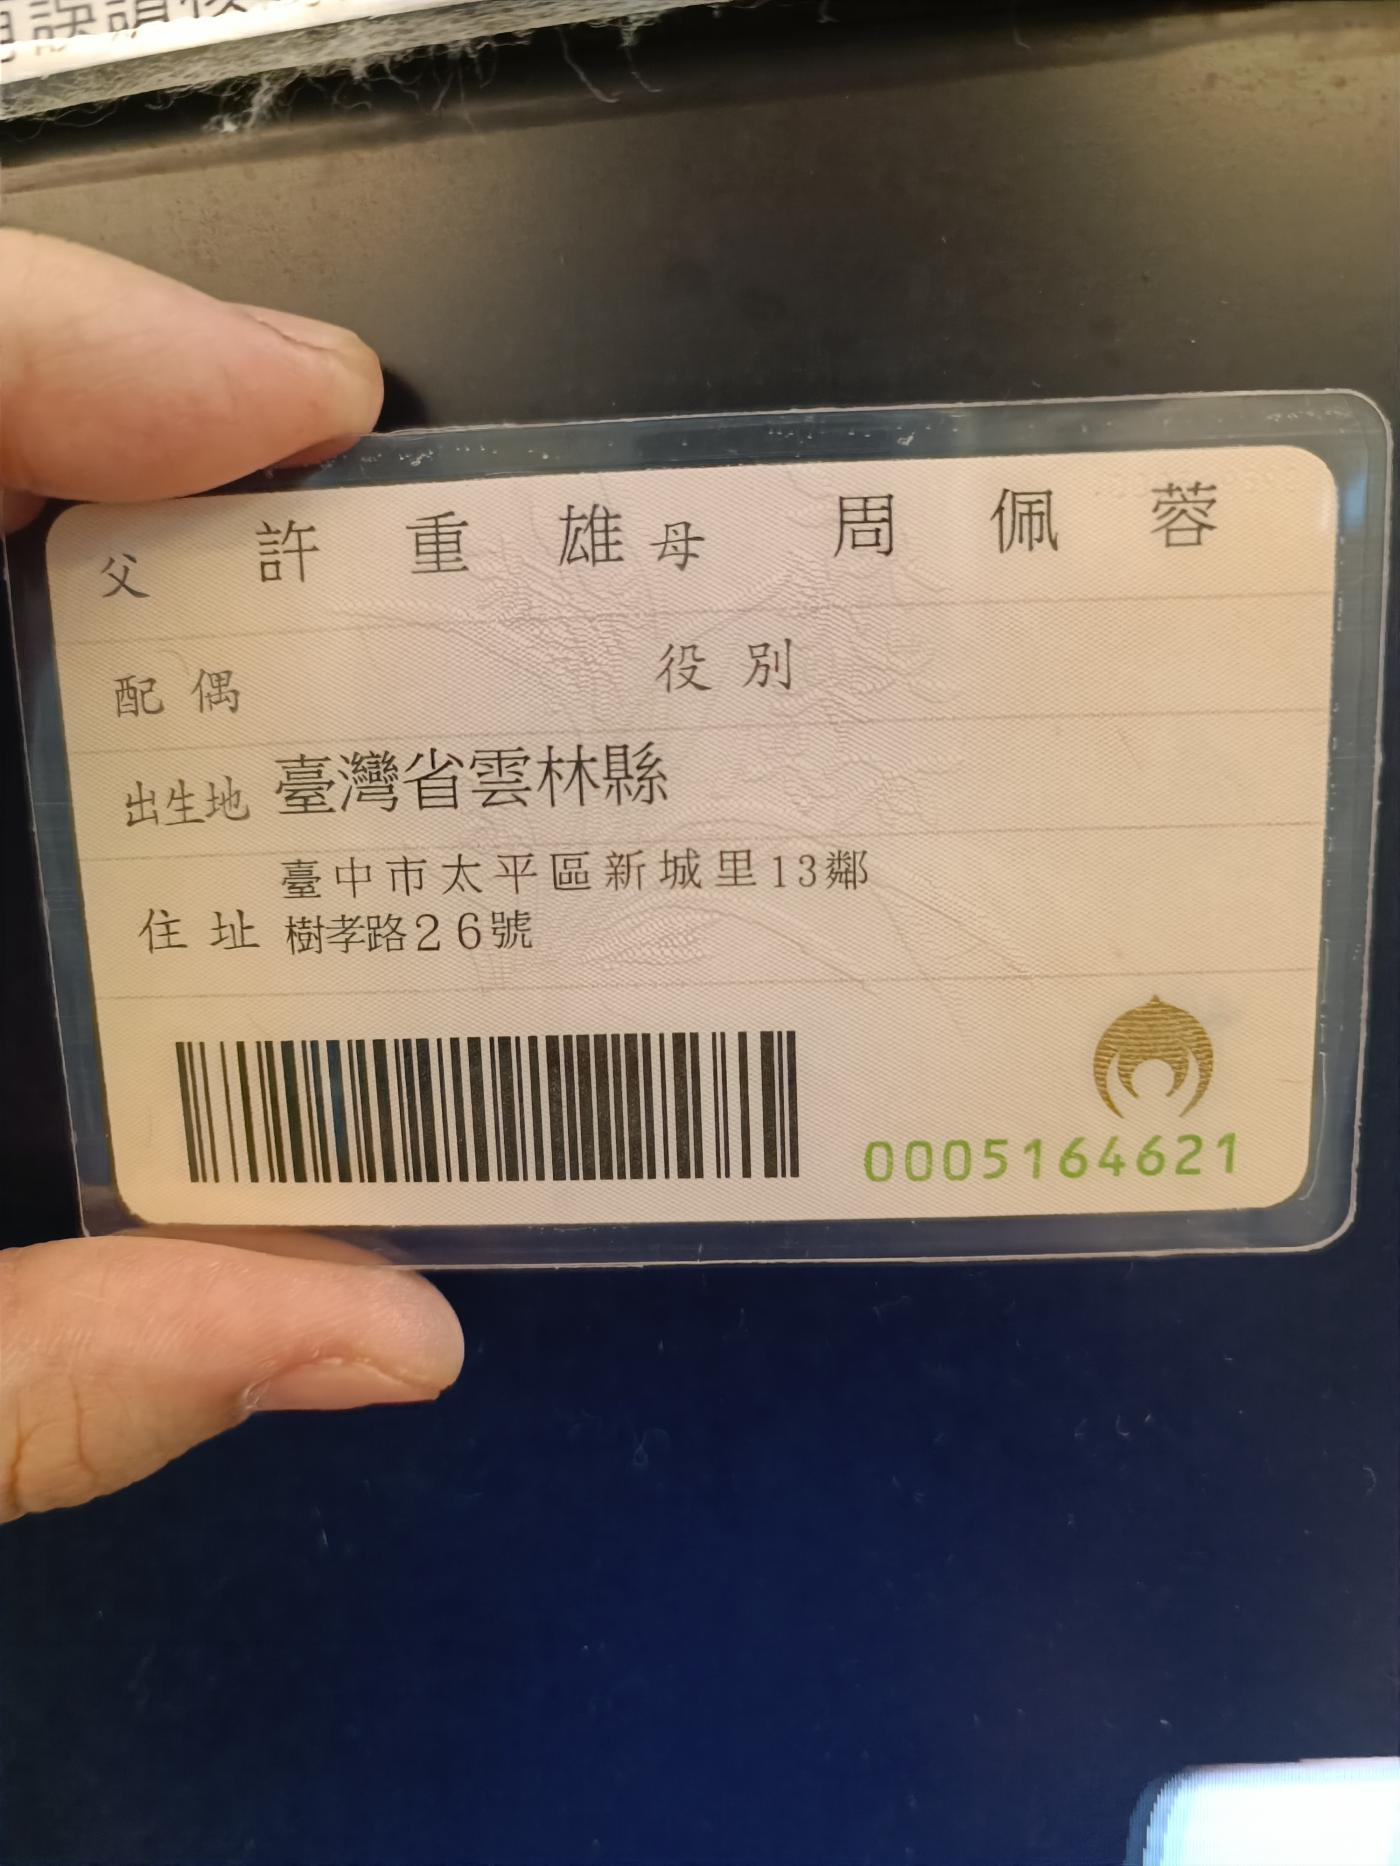 父 許重雄 母 周佩蓉
配偶 役別
出生地 臺灣省雲林縣
臺中市太平區新城里13鄰
住址 樹孝路26號
0005164621